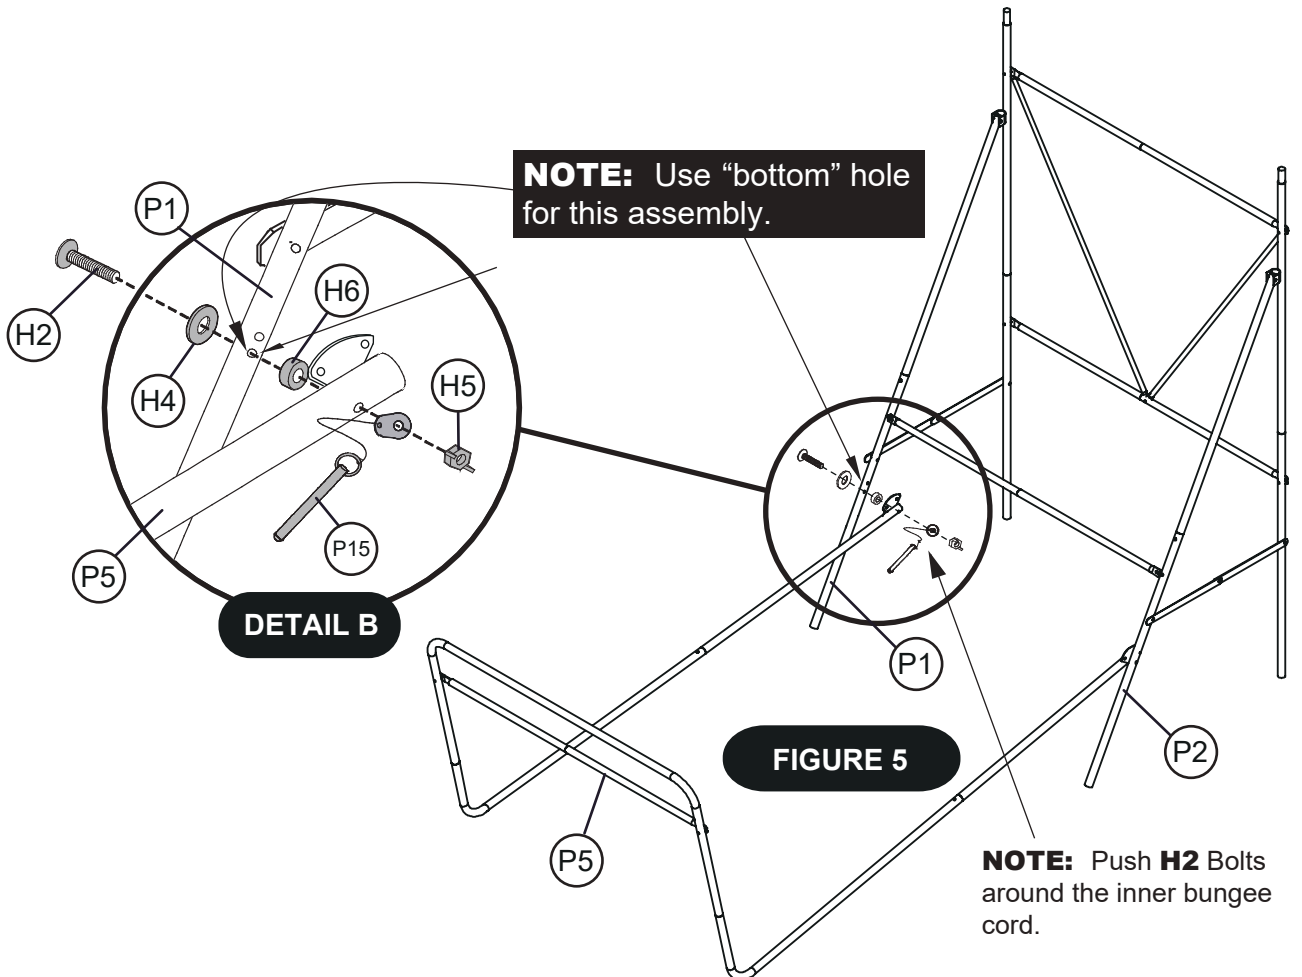 NOTE: Use “bottom” hole
for this assembly.
P1
H6
H2
H4
H5
P15
P5
DETAIL B
P1
FIGURE 5
P2
P5
NOTE: Push H2 Bolts
around the inner bungee
cord.